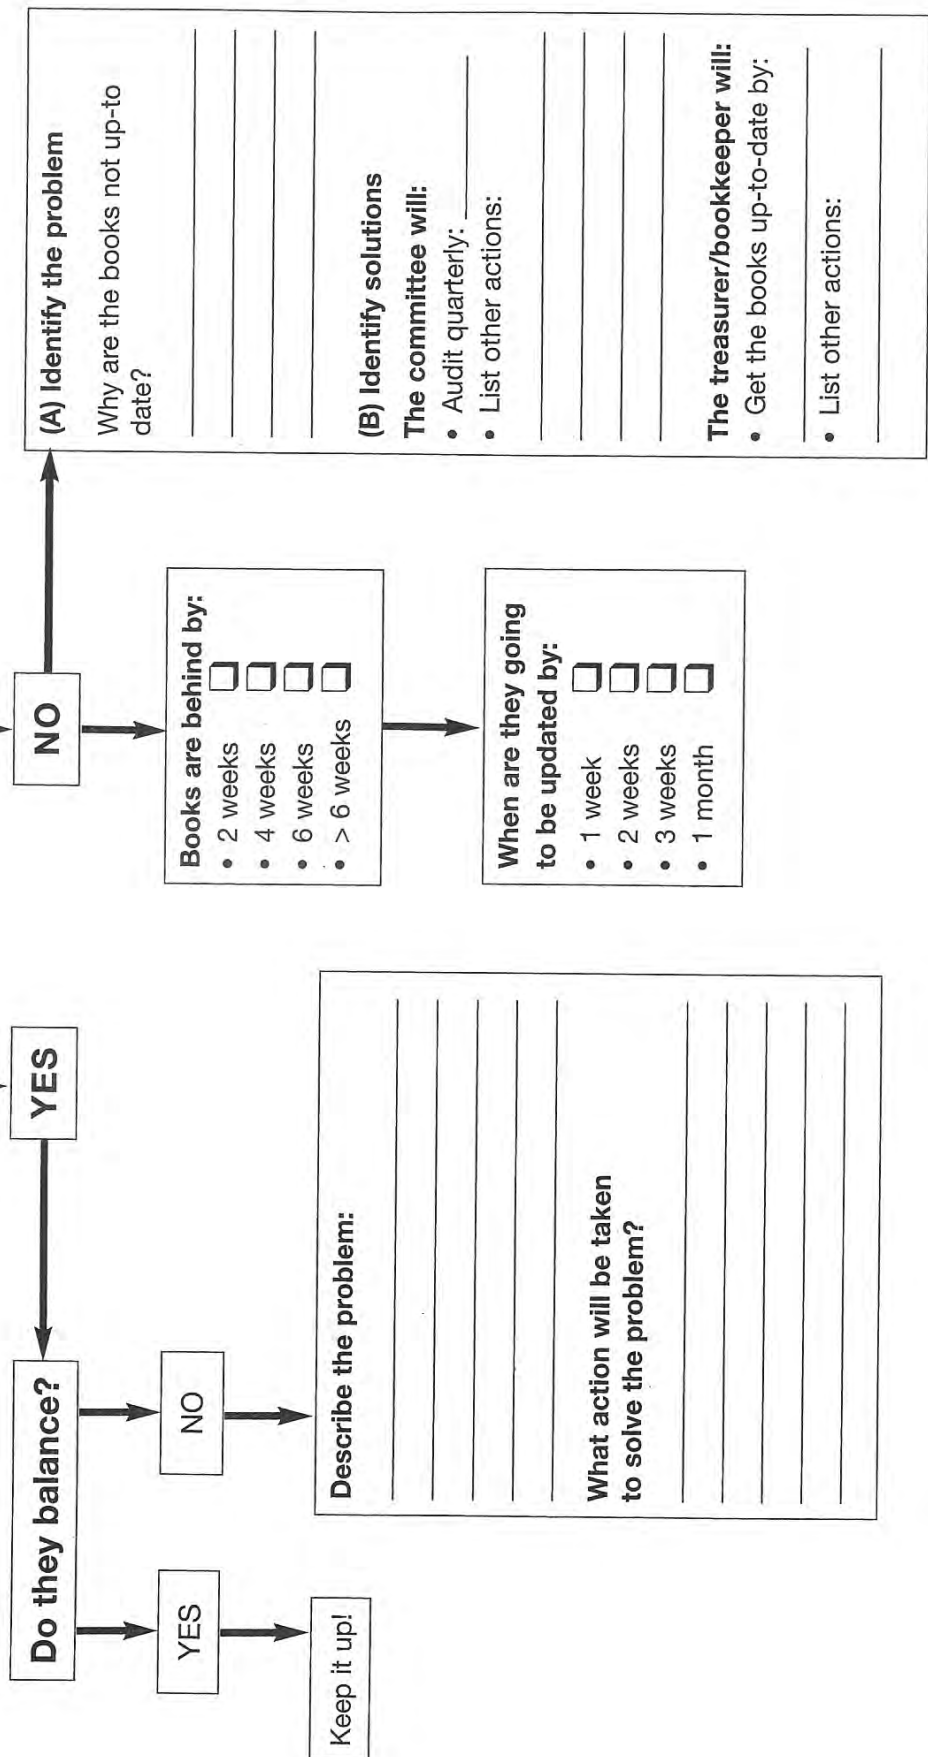 YES
NO
Do they balance?
YES
NO
Keep it up!
Describe the problem:
What action will be taken
to solve the problem?
Books are behind by:
• 2 weeks
• 4 weeks
• 6 weeks
• > 6 weeks
When are they going
to be updated by:
• 1 week
• 2 weeks
• 3 weeks
• 1 month
(A) Identify the problem
Why are the books not up-to
date?
(B) Identify solutions
The committee will:
• Audit quarterly:
• List other actions:
The treasurer/bookkeeper will:
• Get the books up-to-date by:
• List other actions: